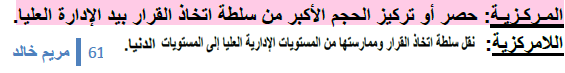 المـركـزيـة: حصر أو تركيز الحجم الأكبر من سلطة اتخاذ القرار بيد الإدارة العليا.
اللامركزية: نقل سلطة اتخاذ القرار وممارستها من المستويات الإدارية العليا إلى المستويات الدنيا.
61 مريم خالد